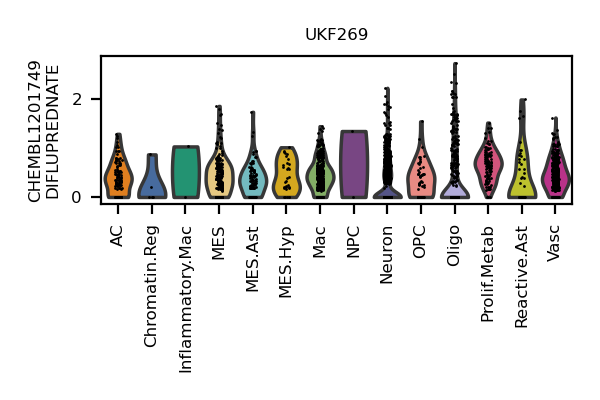 UKF269
CHEMBL1201749
DIFLUPREDNATE
2
0
AC
Chromatin.Reg
Inflammatory.Mac
MES
MES.Ast
MES.Hyp
Mac
NPC
Neuron
OPC
Oligo
Prolif.Metab
Reactive.Ast
Vasc